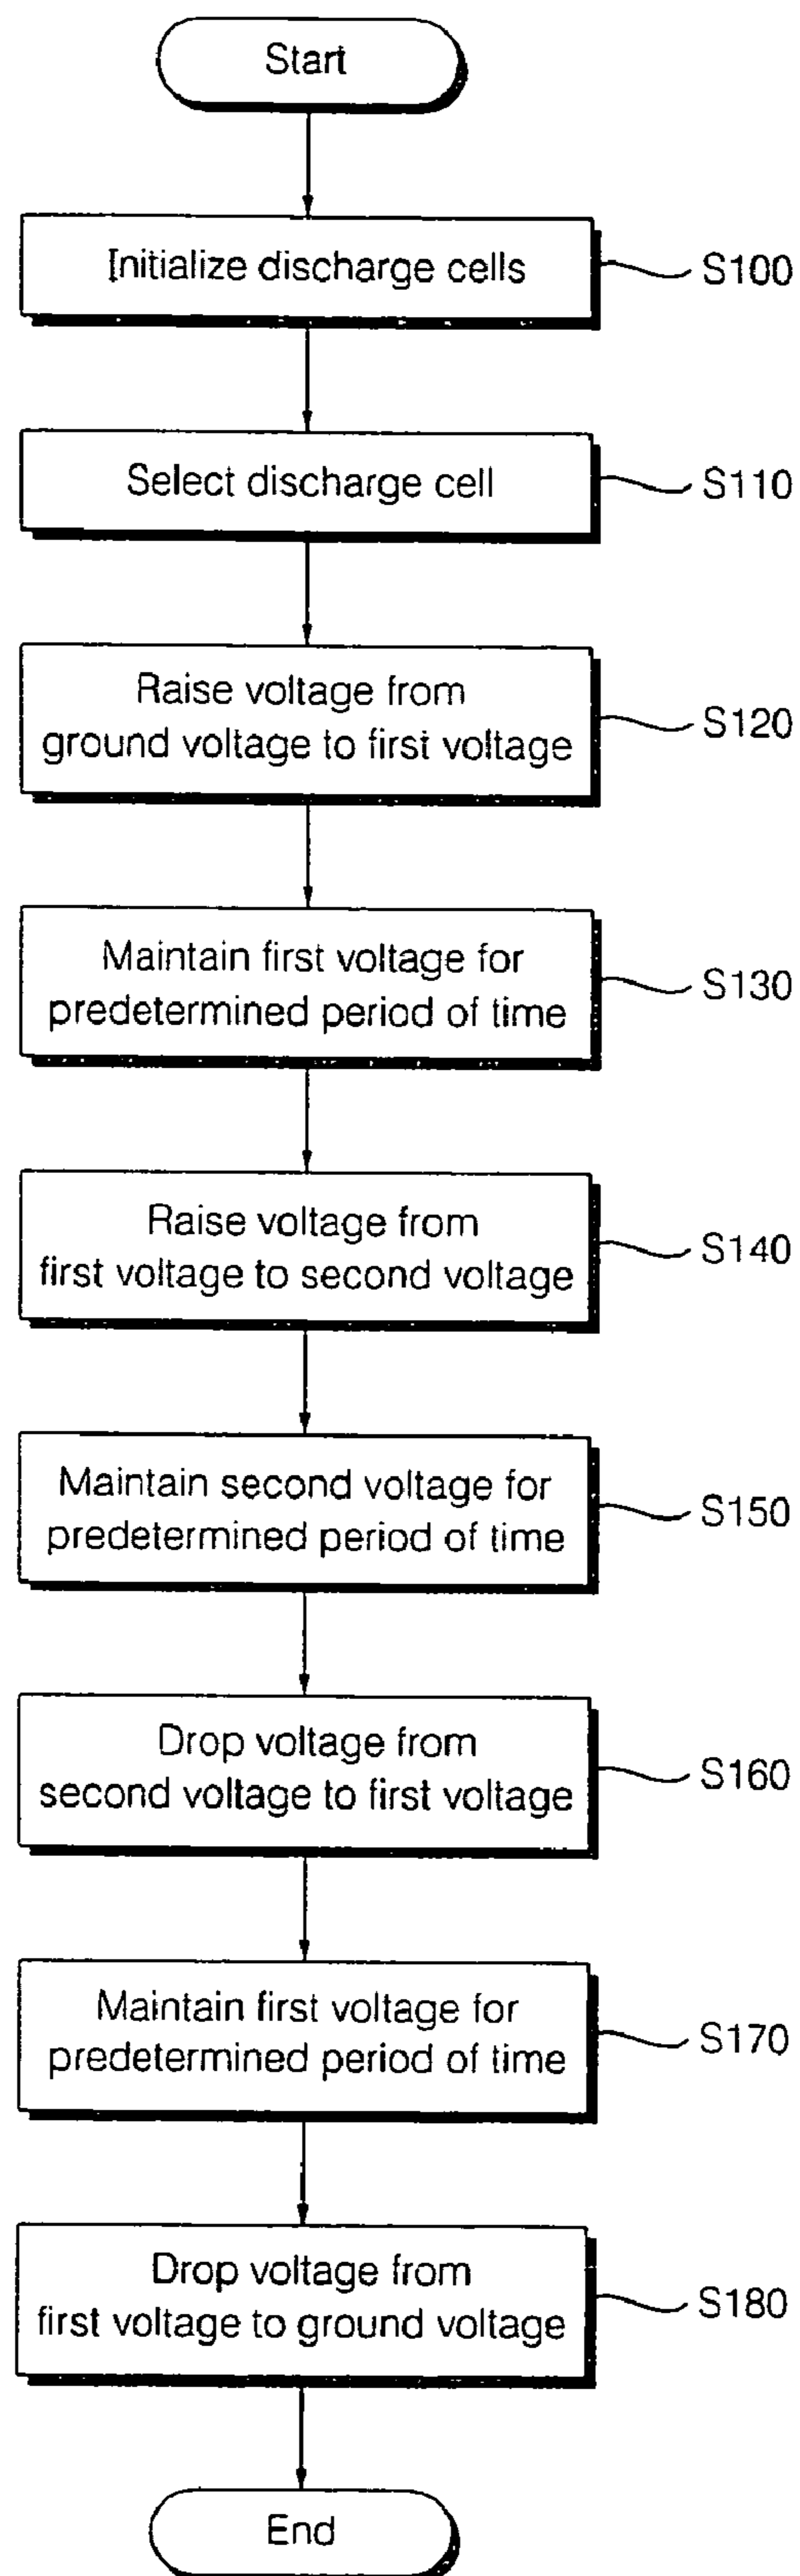 Start
Initialize discharge cells
S100
Select discharge cell
S110
Raise voltage from
ground voltage to first voltage
S120
Maintain first voltage for
predetermined period of time
S130
Raise voltage from
first voltage to second voltage
S140
Maintain second voltage for
predetermined period of time
S150
Drop voltage from
second voltage to first voltage
S160
Maintain first voltage for
predetermined period of time
S170
Drop voltage from
first voltage to ground voltage
S180
End